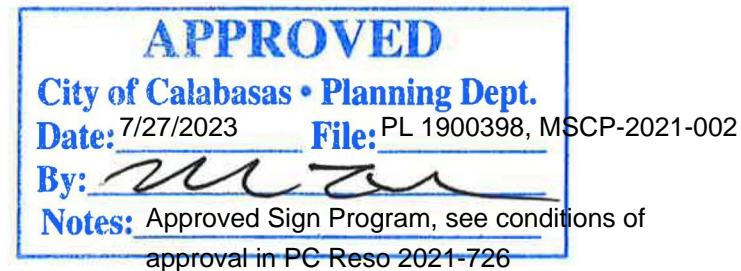 APPROVED
City of Calabasas • Planning Dept.
Date: 7/27/2023 File: PL 1900398, MSCP-2021-002
By:
Notes: Approved Sign Program, see conditions of
approval in PC Reso 2021-726